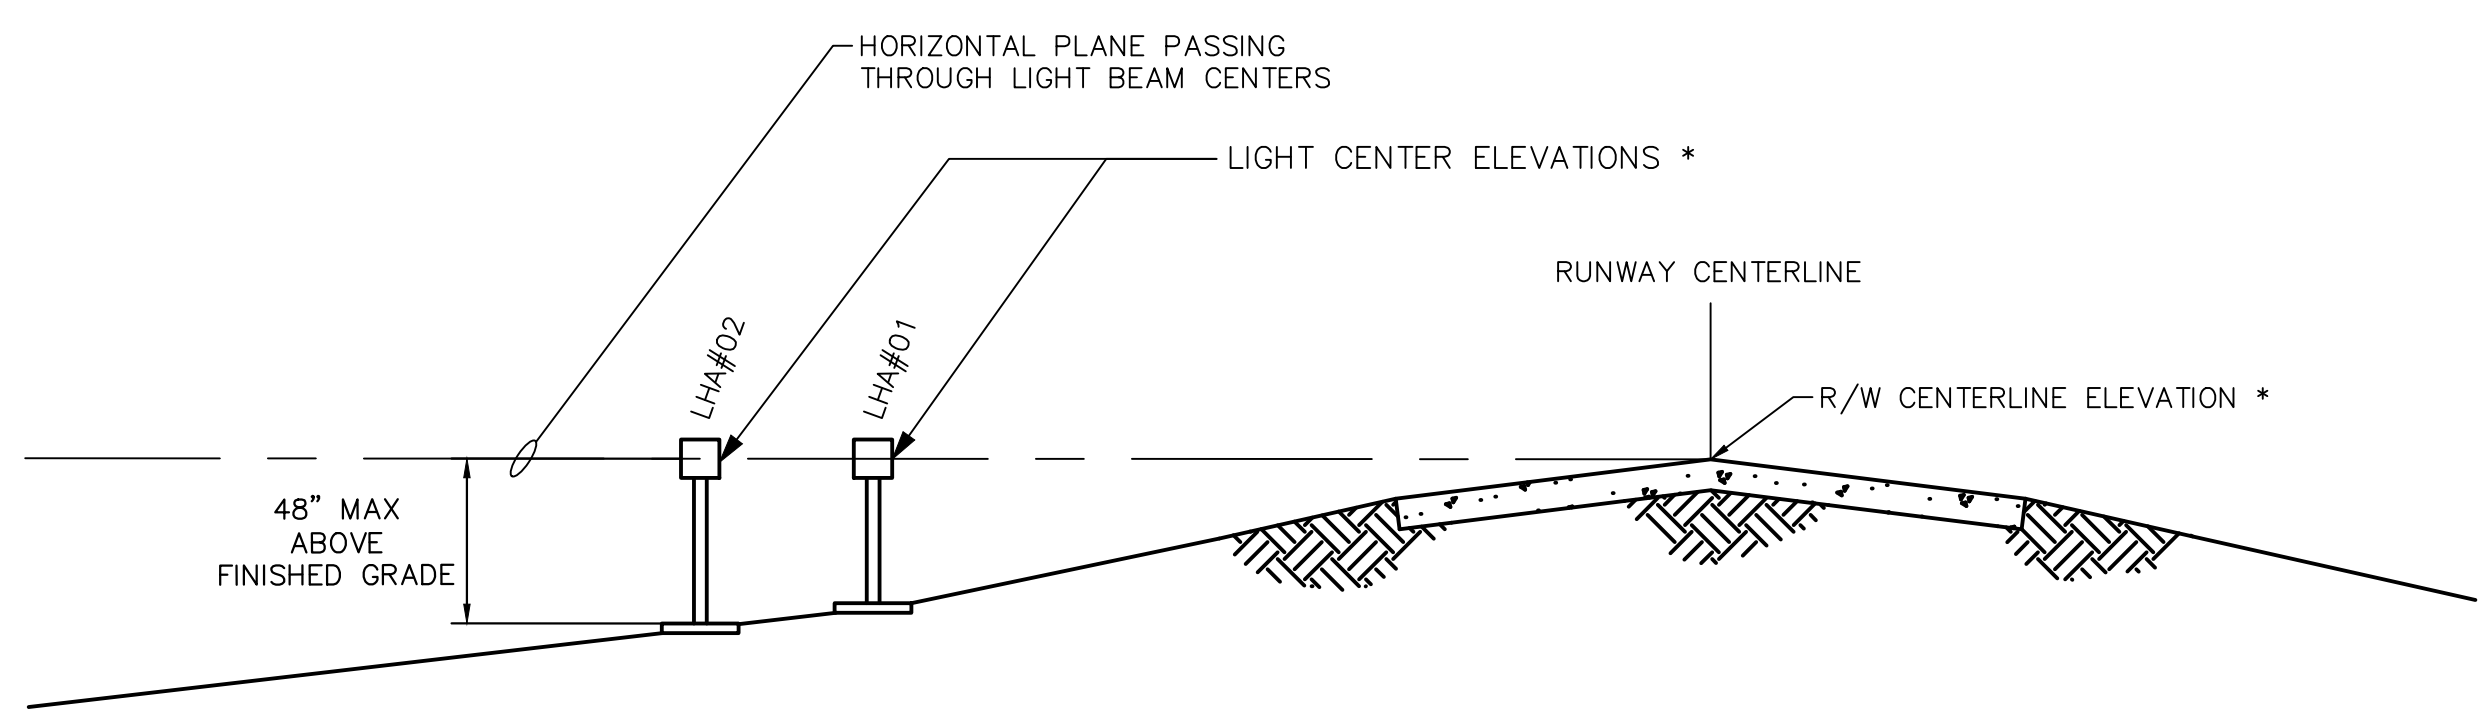 HORIZONTAL PLANE PASSING
THROUGH LIGHT BEAM CENTERS
LIGHT CENTER ELEVATIONS *
RUNWAY CENTERLINE
LHA#02
LHA#01
R/W CENTERLINE ELEVATION *
48" MAX
ABOVE
FINISHED GRADE